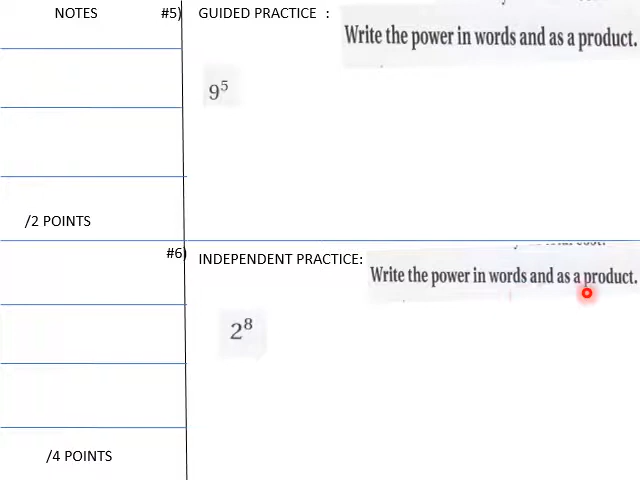 NOTES
#5)
GUIDED PRACTICE :
Write the power in words and as a product.
9⁵
/2 POINTS
#6)
INDEPENDENT PRACTICE:
Write the power in words and as a product.
2⁸
/4 POINTS